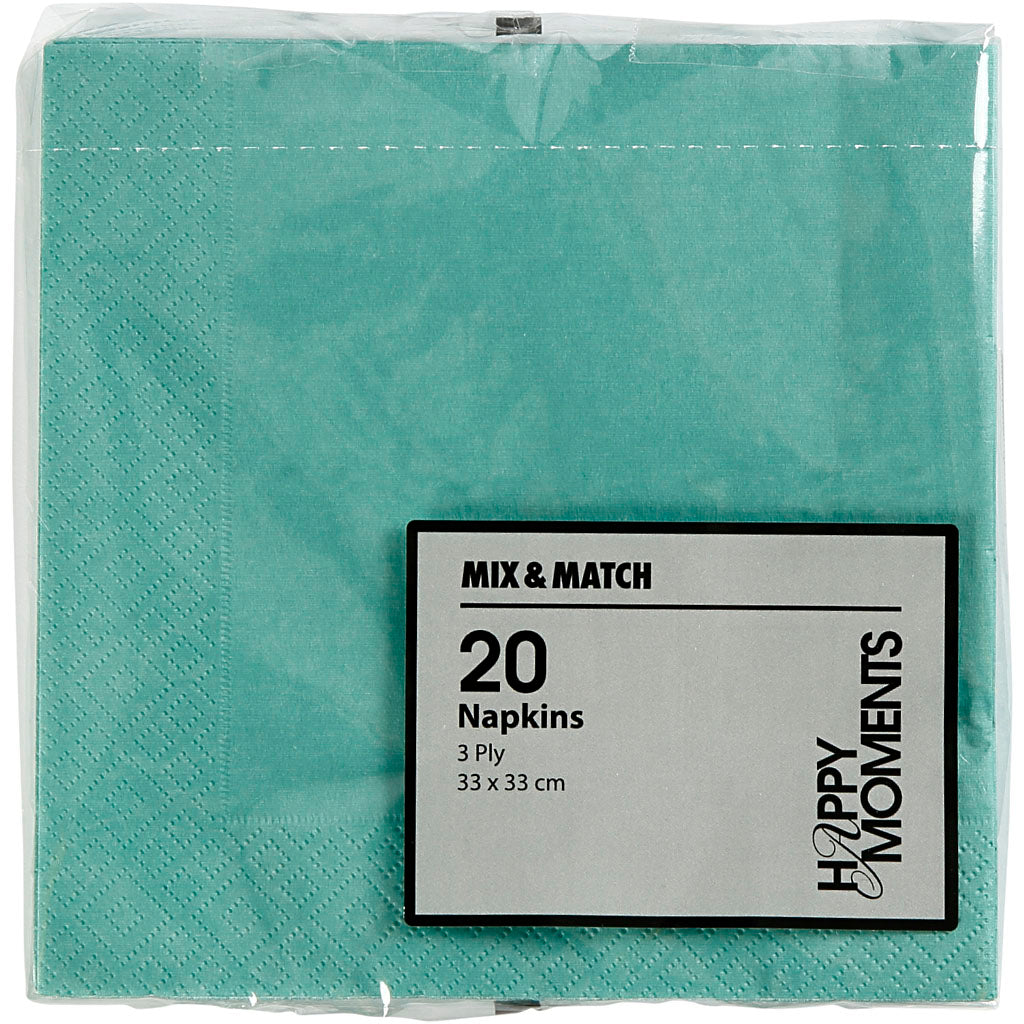 MIX & MATCH
20
Napkins
3 Ply
33 x 33 cm
HAPPY
MOMENTS